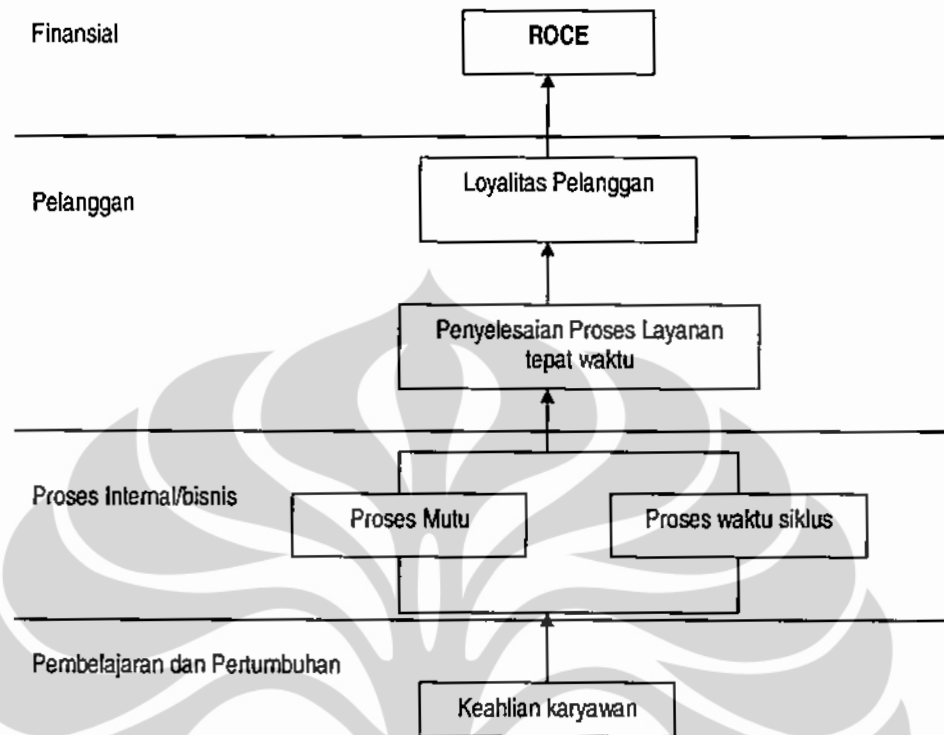 Finansial
ROCE
Pelanggan
Loyalitas Pelanggan
Penyelesaian Proses Layanan
tepat waktu
Proses Internal/bisnis
Proses Mutu
Proses waktu siklus
Pembelajaran dan Pertumbuhan
Keahlian karyawan